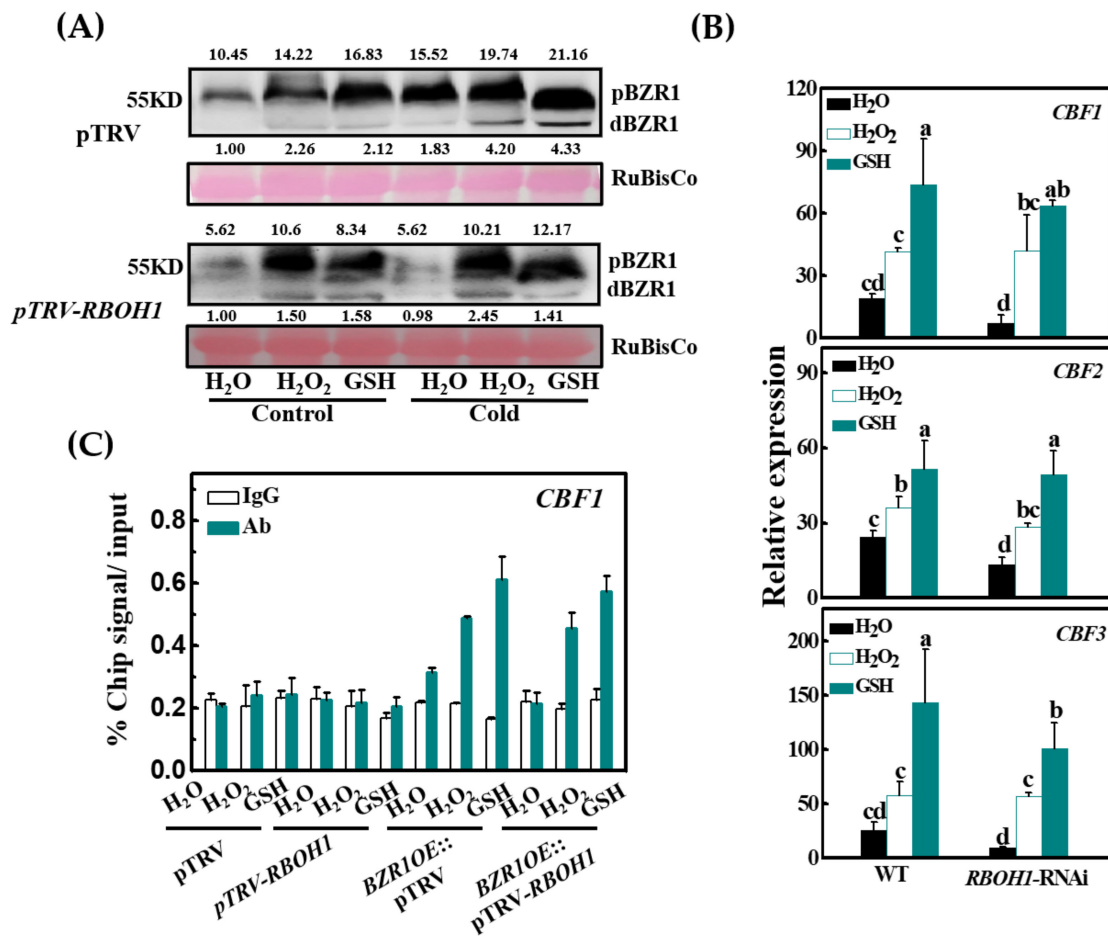 (A)
10.45 14.22 16.83 15.52 19.74 21.16
55KD
pBZR1
pTRV
dBZR1
1.00 2.26 2.12 1.83 4.20 4.33
RuBisCo
5.62 10.6 8.34 5.62 10.21 12.17
55KD
pBZR1
dBZR1
pTRV-RBOH1
1.00 1.50 1.58 0.98 2.45 1.41
RuBisCo
H₂O H₂O₂ GSH H₂O H₂O₂ GSH
Control Cold
(B)
Relative expression
120
90
60
30
0
H₂O
H₂O₂
GSH
CBF1
cd c a d bc ab
90
60
30
0
H₂O
H₂O₂
GSH
CBF2
c b a d bc a
200
150
100
50
0
H₂O
H₂O₂
GSH
CBF3
cd c a d c b
WT RBOH1-RNAi
(C)
% Chip signal/ input
0.8
0.6
0.4
0.2
0.0
IgG
Ab
CBF1
H₂O H₂O₂ GSH H₂O H₂O₂ GSH H₂O H₂O₂ GSH H₂O H₂O₂ GSH
pTRV
pTRV-RBOH1
BZR1OE::
pTRV
BZR1OE::
pTRV-RBOH1